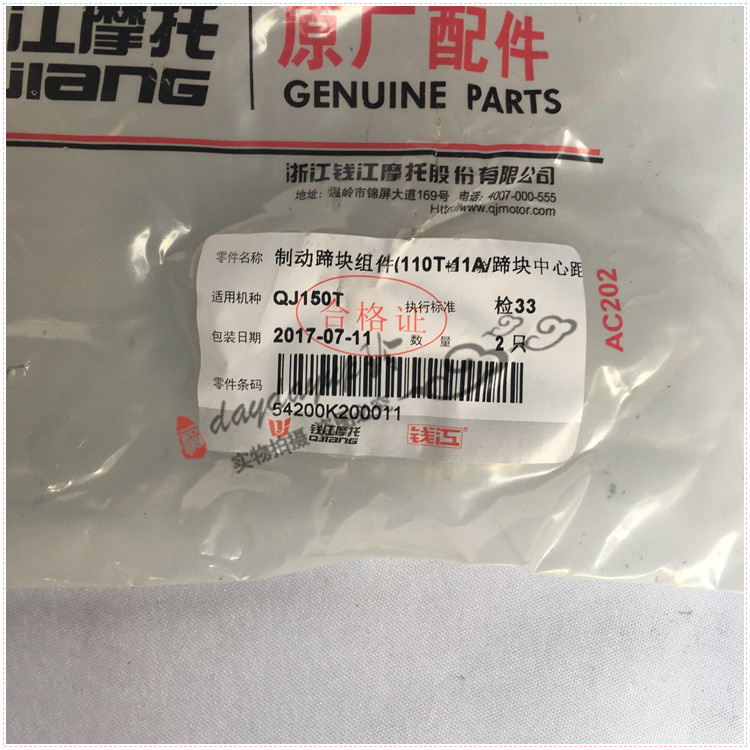 江摩托
QJIANG
原厂配件
GENUINE PARTS
浙江钱江摩托股份有限公司
地址：温岭市锦屏大道169号 电话：4007-000-555
Http://www.qjmotor.com
零件名称 制动蹄块组件(110T-11A/蹄块中心距
适用机种 QJ150T 执行标准 检33
合格证
包装日期 2017-07-11 数量 2 只
零件条码
54200K200011
钱江摩托
QJIANG
钱江
AC202
福
实物拍摄